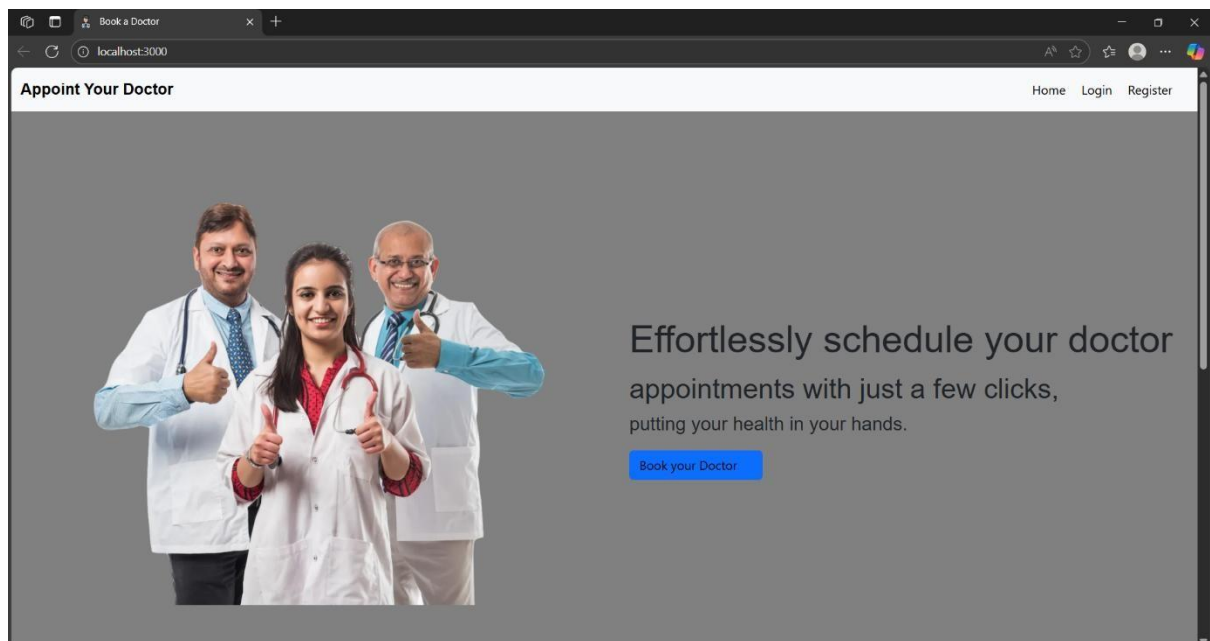 Book a Doctor
localhost:3000
Appoint Your Doctor
Home Login Register
Effortlessly schedule your doctor
appointments with just a few clicks,
putting your health in your hands.
Book your Doctor